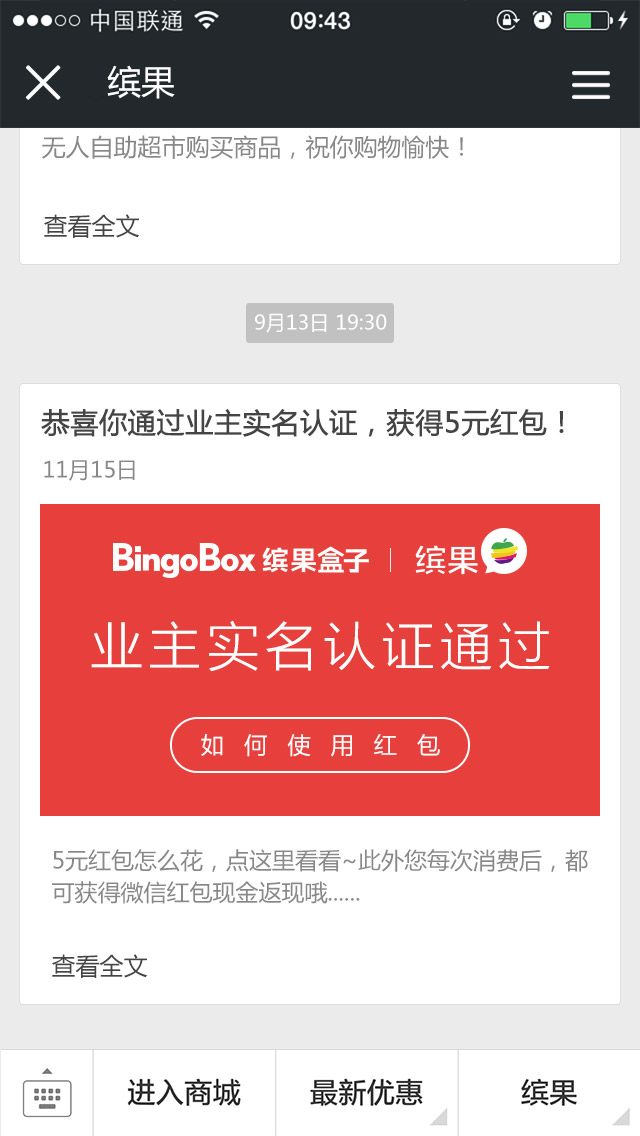 中国联通
09:43
缤果
无人自助超市购买商品，祝你购物愉快！
查看全文
9月13日 19:30
恭喜你通过业主实名认证，获得5元红包！
11月15日
BingoBox 缤果盒子 | 缤果
业主实名认证通过
如何使用红包
5元红包怎么花，点这里看看~此外您每次消费后，都
可获得微信红包现金返现哦......
查看全文
进入商城
最新优惠
缤果